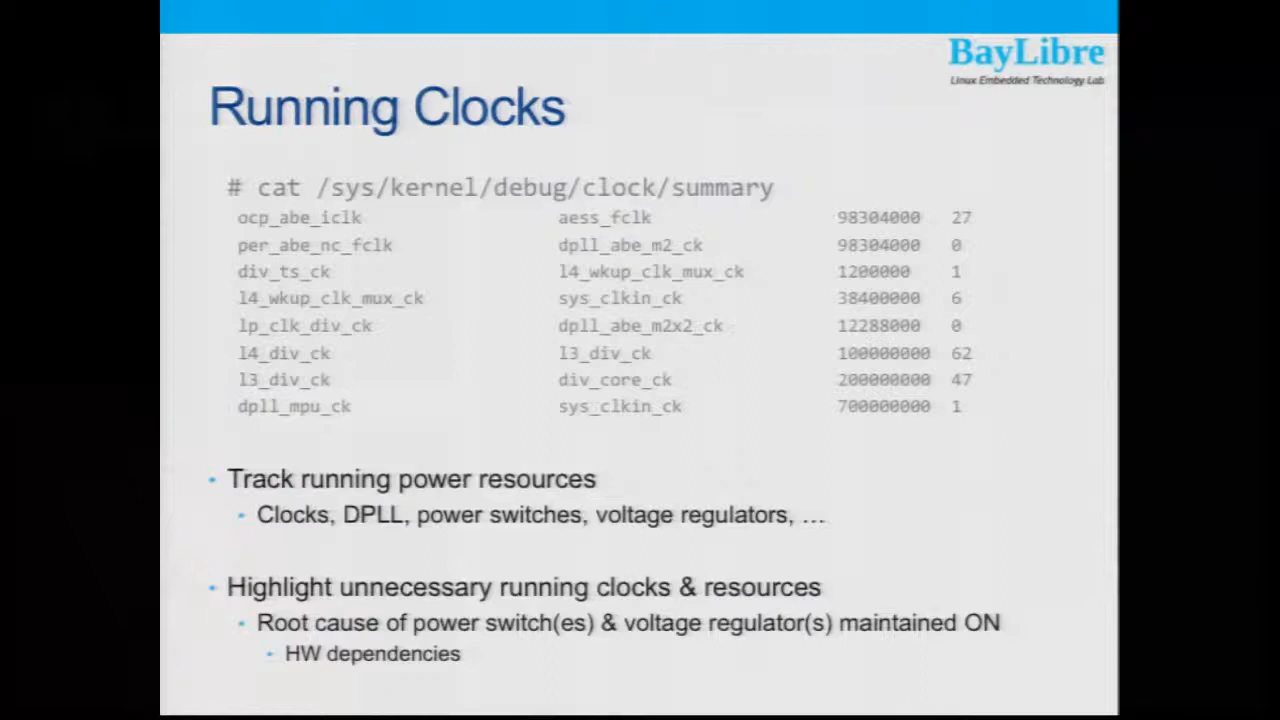 BayLibre
Linux Embedded Technology Lab
Running Clocks
# cat /sys/kernel/debug/clock/summary
ocp_abe_iclk aess_fclk 98304000 27
per_abe_nc_fclk dpll_abe_m2_ck 98304000 0
div_ts_ck l4_wkup_clk_mux_ck 1200000 1
l4_wkup_clk_mux_ck sys_clkin_ck 38400000 6
lp_clk_div_ck dpll_abe_m2x2_ck 12288000 0
l4_div_ck l3_div_ck 100000000 62
l3_div_ck div_core_ck 200000000 47
dpll_mpu_ck sys_clkin_ck 700000000 1
• Track running power resources
• Clocks, DPLL, power switches, voltage regulators, …
• Highlight unnecessary running clocks & resources
• Root cause of power switch(es) & voltage regulator(s) maintained ON
• HW dependencies